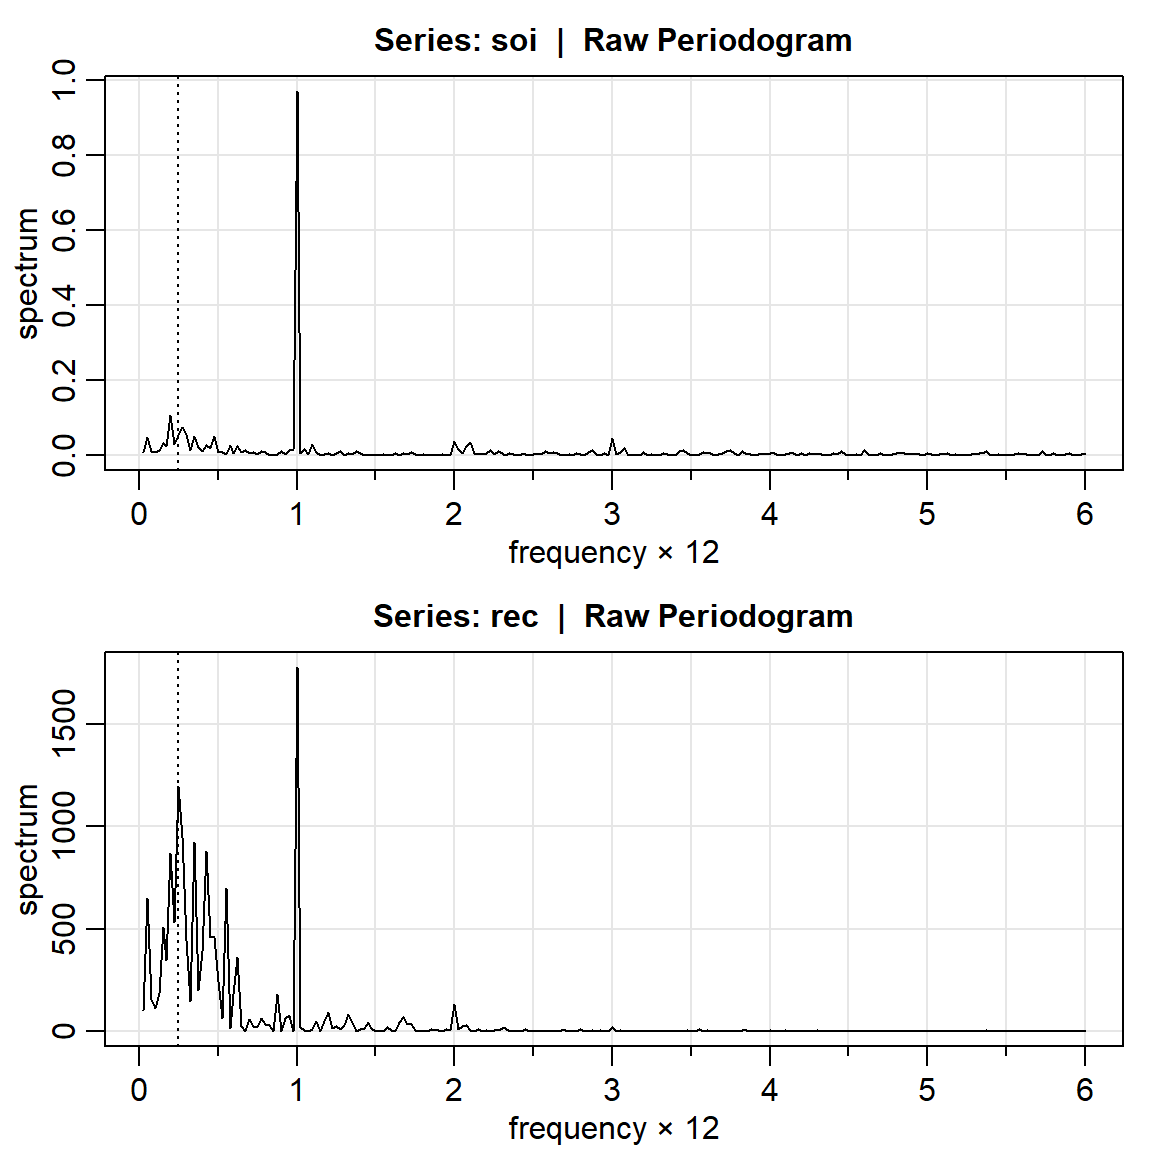 Series: soi | Raw Periodogram
spectrum
1.0
0.8
0.6
0.4
0.2
0.0
0 1 2 3 4 5 6
frequency × 12
Series: rec | Raw Periodogram
spectrum
1500
1000
500
0
0 1 2 3 4 5 6
frequency × 12